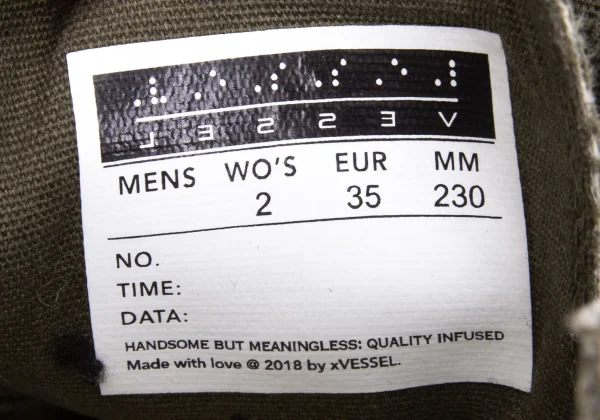 VESSEL
MENS WO'S EUR MM
2 35 230
NO.
TIME:
DATA:
HANDSOME BUT MEANINGLESS: QUALITY INFUSED
Made with love @ 2018 by xVESSEL.